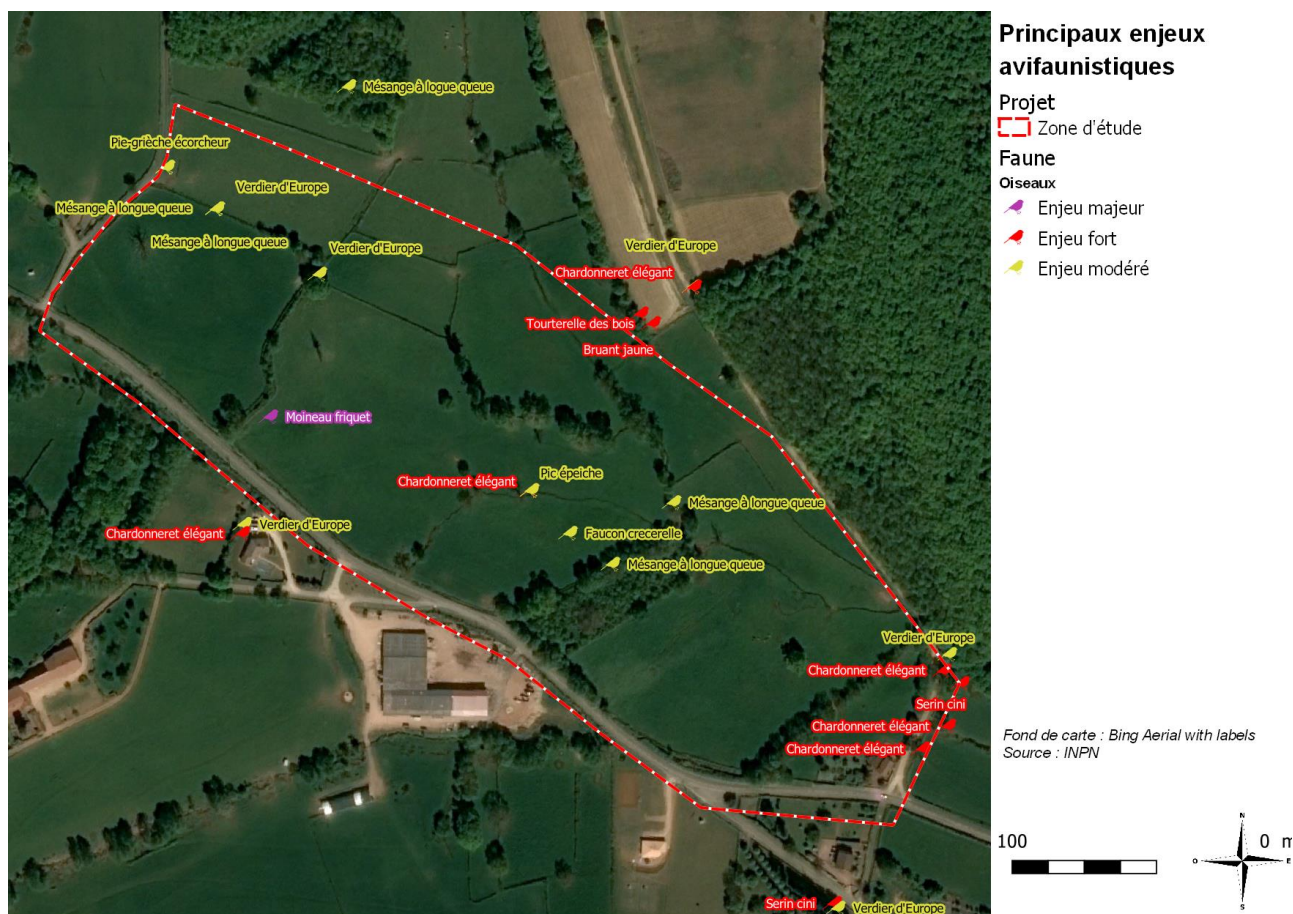 Principaux enjeux
avifaunistiques
Projet
Zone d'étude
Faune
Oiseaux
Enjeu majeur
Enjeu fort
Enjeu modéré
Mésange à logue queue
Pie-grièche écorcheur
Verdier d'Europe
Mésange à longue queue
Mésange à longue queue
Verdier d'Europe
Verdier d'Europe
Chardonneret élégant
Tourterelle des bois
Bruant jaune
Moineau friquet
Pic épeiche
Chardonneret élégant
Mésange à longue queue
Verdier d'Europe
Chardonneret élégant
Faucon crecerelle
Mésange à longue queue
Verdier d'Europe
Chardonneret élégant
Serin cini
Chardonneret élégant
Chardonneret élégant
Serin cini
Verdier d'Europe
Fond de carte : Bing Aerial with labels
Source : INPN
100
0 m
N
O
E
S